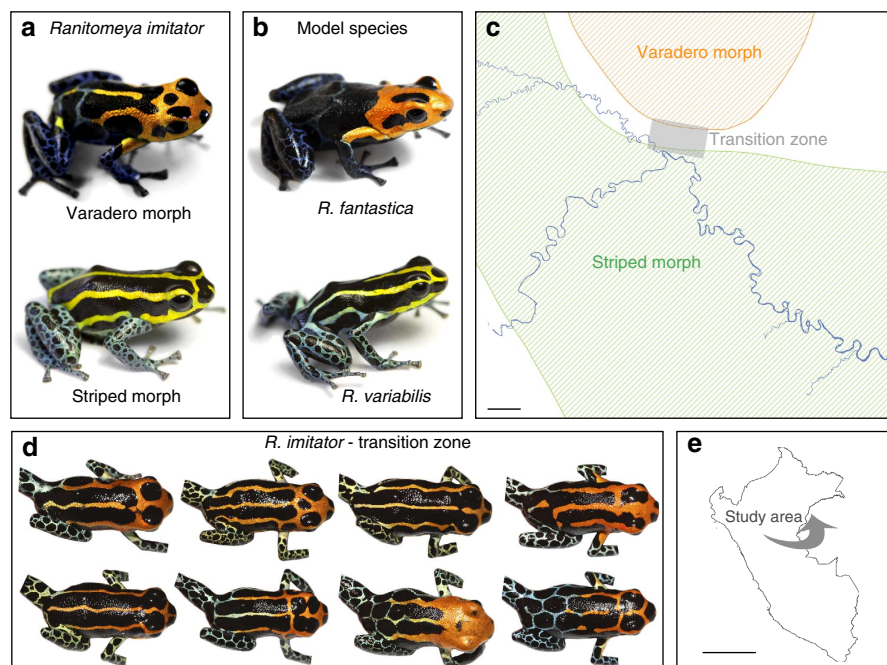 a
Ranitomeya imitator
Varadero morph
Striped morph
b
Model species
R. fantastica
R. variabilis
c
Varadero morph
Transition zone
Striped morph
d
R. imitator - transition zone
e
Study area